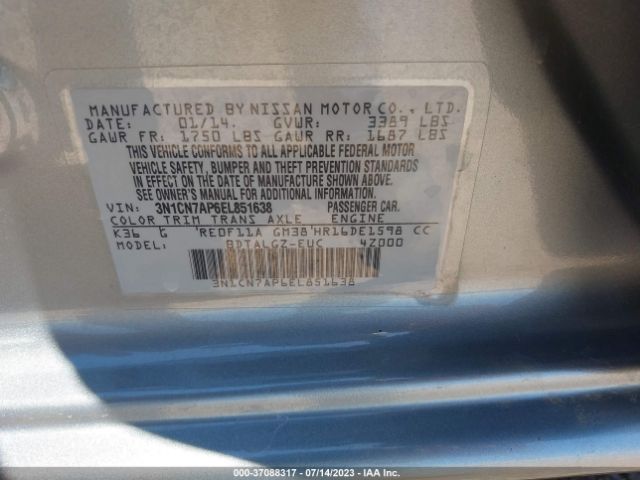 MANUFACTURED BY NISSAN MOTOR CO., LTD.
DATE: 01/14. GVWR: 3389 LBS
GAWR FR: 1750 LBS GAWR RR: 1687 LBS
THIS VEHICLE CONFORMS TO ALL APPLICABLE FEDERAL MOTOR
VEHICLE SAFETY, BUMPER AND THEFT PREVENTION STANDARDS
IN EFFECT ON THE DATE OF MANUFACTURE SHOWN ABOVE.
SEE OWNER'S MANUAL FOR ADDITIONAL INFORMATION
VIN: 3N1CN7AP6EL851638 PASSENGER CAR.
COLOR TRIM TRANS AXLE ENGINE
K36 G 'RE0F11A GM38'HR16DE1598 CC
BDTALGZ-EUC 4Z000
3N1CN7AP6EL851638
STOCK: 37088317 07/14/2023 IAA Inc.